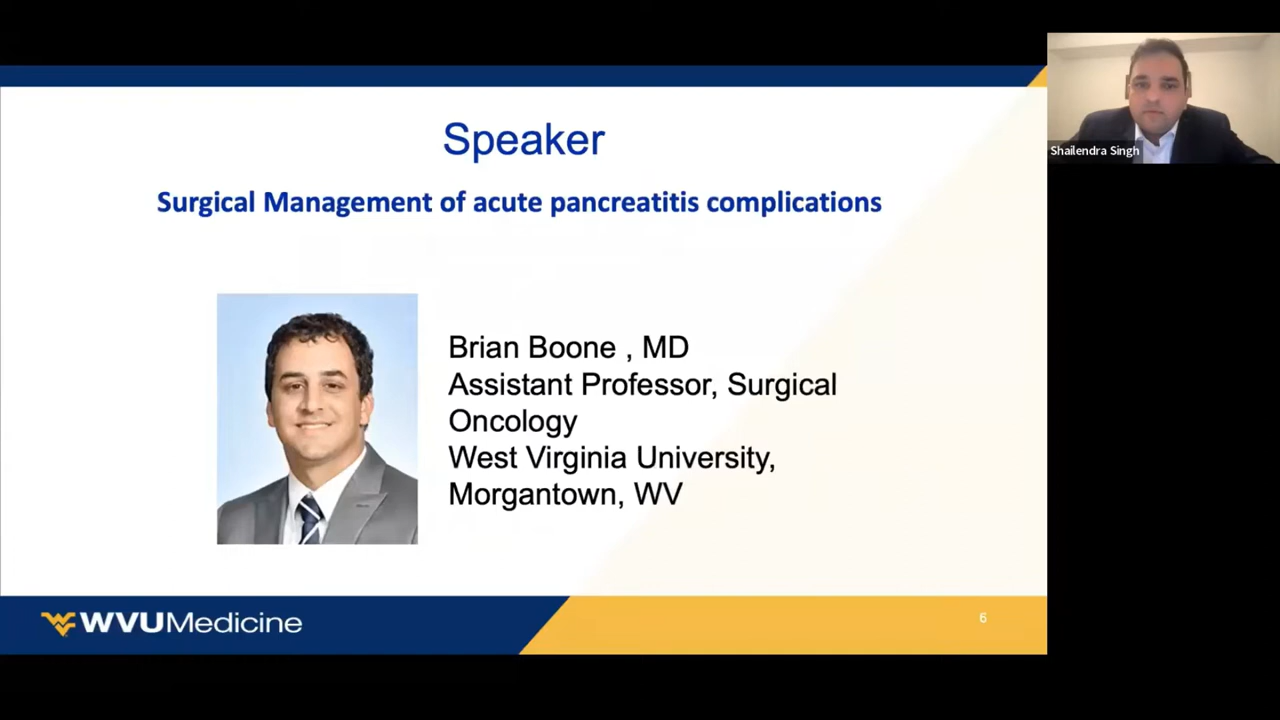 Speaker
Surgical Management of acute pancreatitis complications
Brian Boone , MD
Assistant Professor, Surgical
Oncology
West Virginia University,
Morgantown, WV
WVUMedicine
6
Shailendra Singh